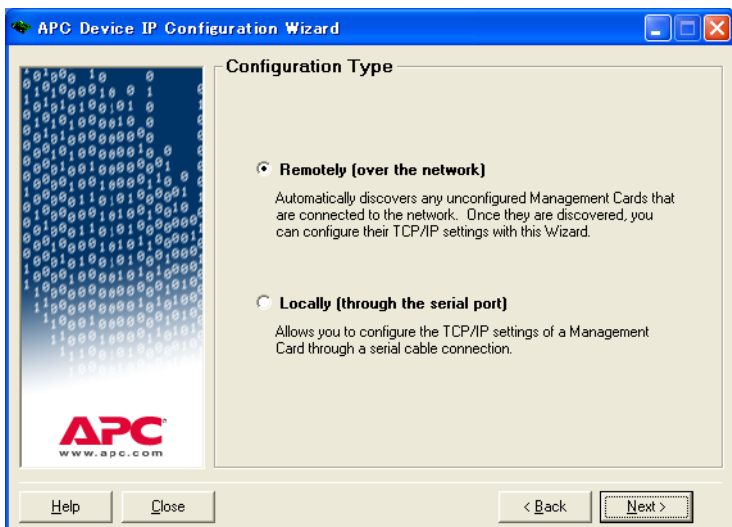 APC Device IP Configuration Wizard
Configuration Type
Remotely (over the network)
Automatically discovers any unconfigured Management Cards that
are connected to the network.  Once they are discovered, you
can configure their TCP/IP settings with this Wizard.
Locally (through the serial port)
Allows you to configure the TCP/IP settings of a Management
Card through a serial cable connection.
APC
www.apc.com
Help
Close
< Back
Next >